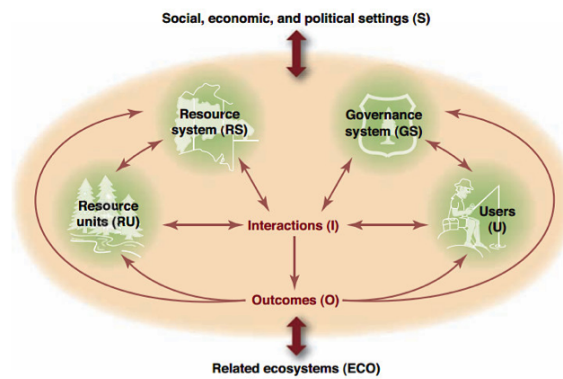 Social, economic, and political settings (S)
Resource
system (RS)
Governance
system (GS)
Resource
units (RU)
Interactions (I)
Users
(U)
Outcomes (O)
Related ecosystems (ECO)